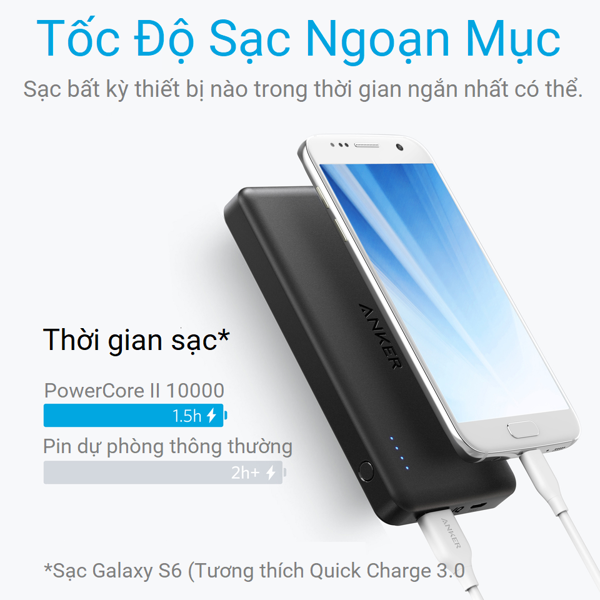 Tốc Độ Sạc Ngoạn Mục
Sạc bất kỳ thiết bị nào trong thời gian ngắn nhất có thể.
ANKER
Thời gian sạc*
PowerCore II 10000
1.5h
Pin dự phòng thông thường
2h+
ANKER
*Sạc Galaxy S6 (Tương thích Quick Charge 3.0